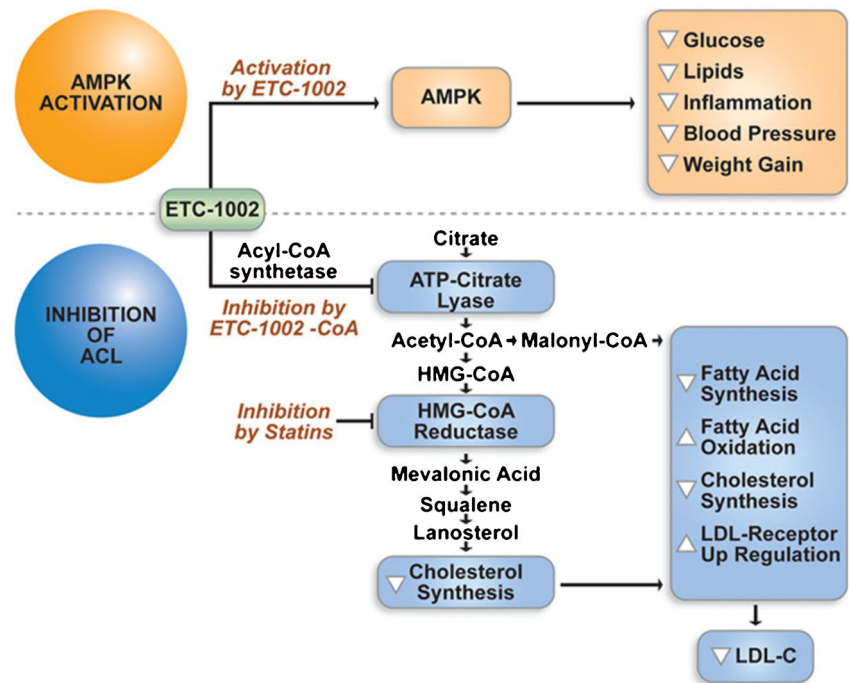 AMPK
ACTIVATION
Activation
by ETC-1002
AMPK
▽ Glucose
▽ Lipids
▽ Inflammation
▽ Blood Pressure
▽ Weight Gain
ETC-1002
INHIBITION
OF
ACL
Acyl-CoA
synthetase
Inhibition by
ETC-1002 -CoA
Citrate
ATP-Citrate
Lyase
Acetyl-CoA → Malonyl-CoA →
HMG-CoA
Inhibition
by Statins
HMG-CoA
Reductase
Mevalonic Acid
Squalene
Lanosterol
▽ Cholesterol
Synthesis
▽ Fatty Acid
Synthesis
△ Fatty Acid
Oxidation
▽ Cholesterol
Synthesis
△ LDL-Receptor
Up Regulation
▽ LDL-C